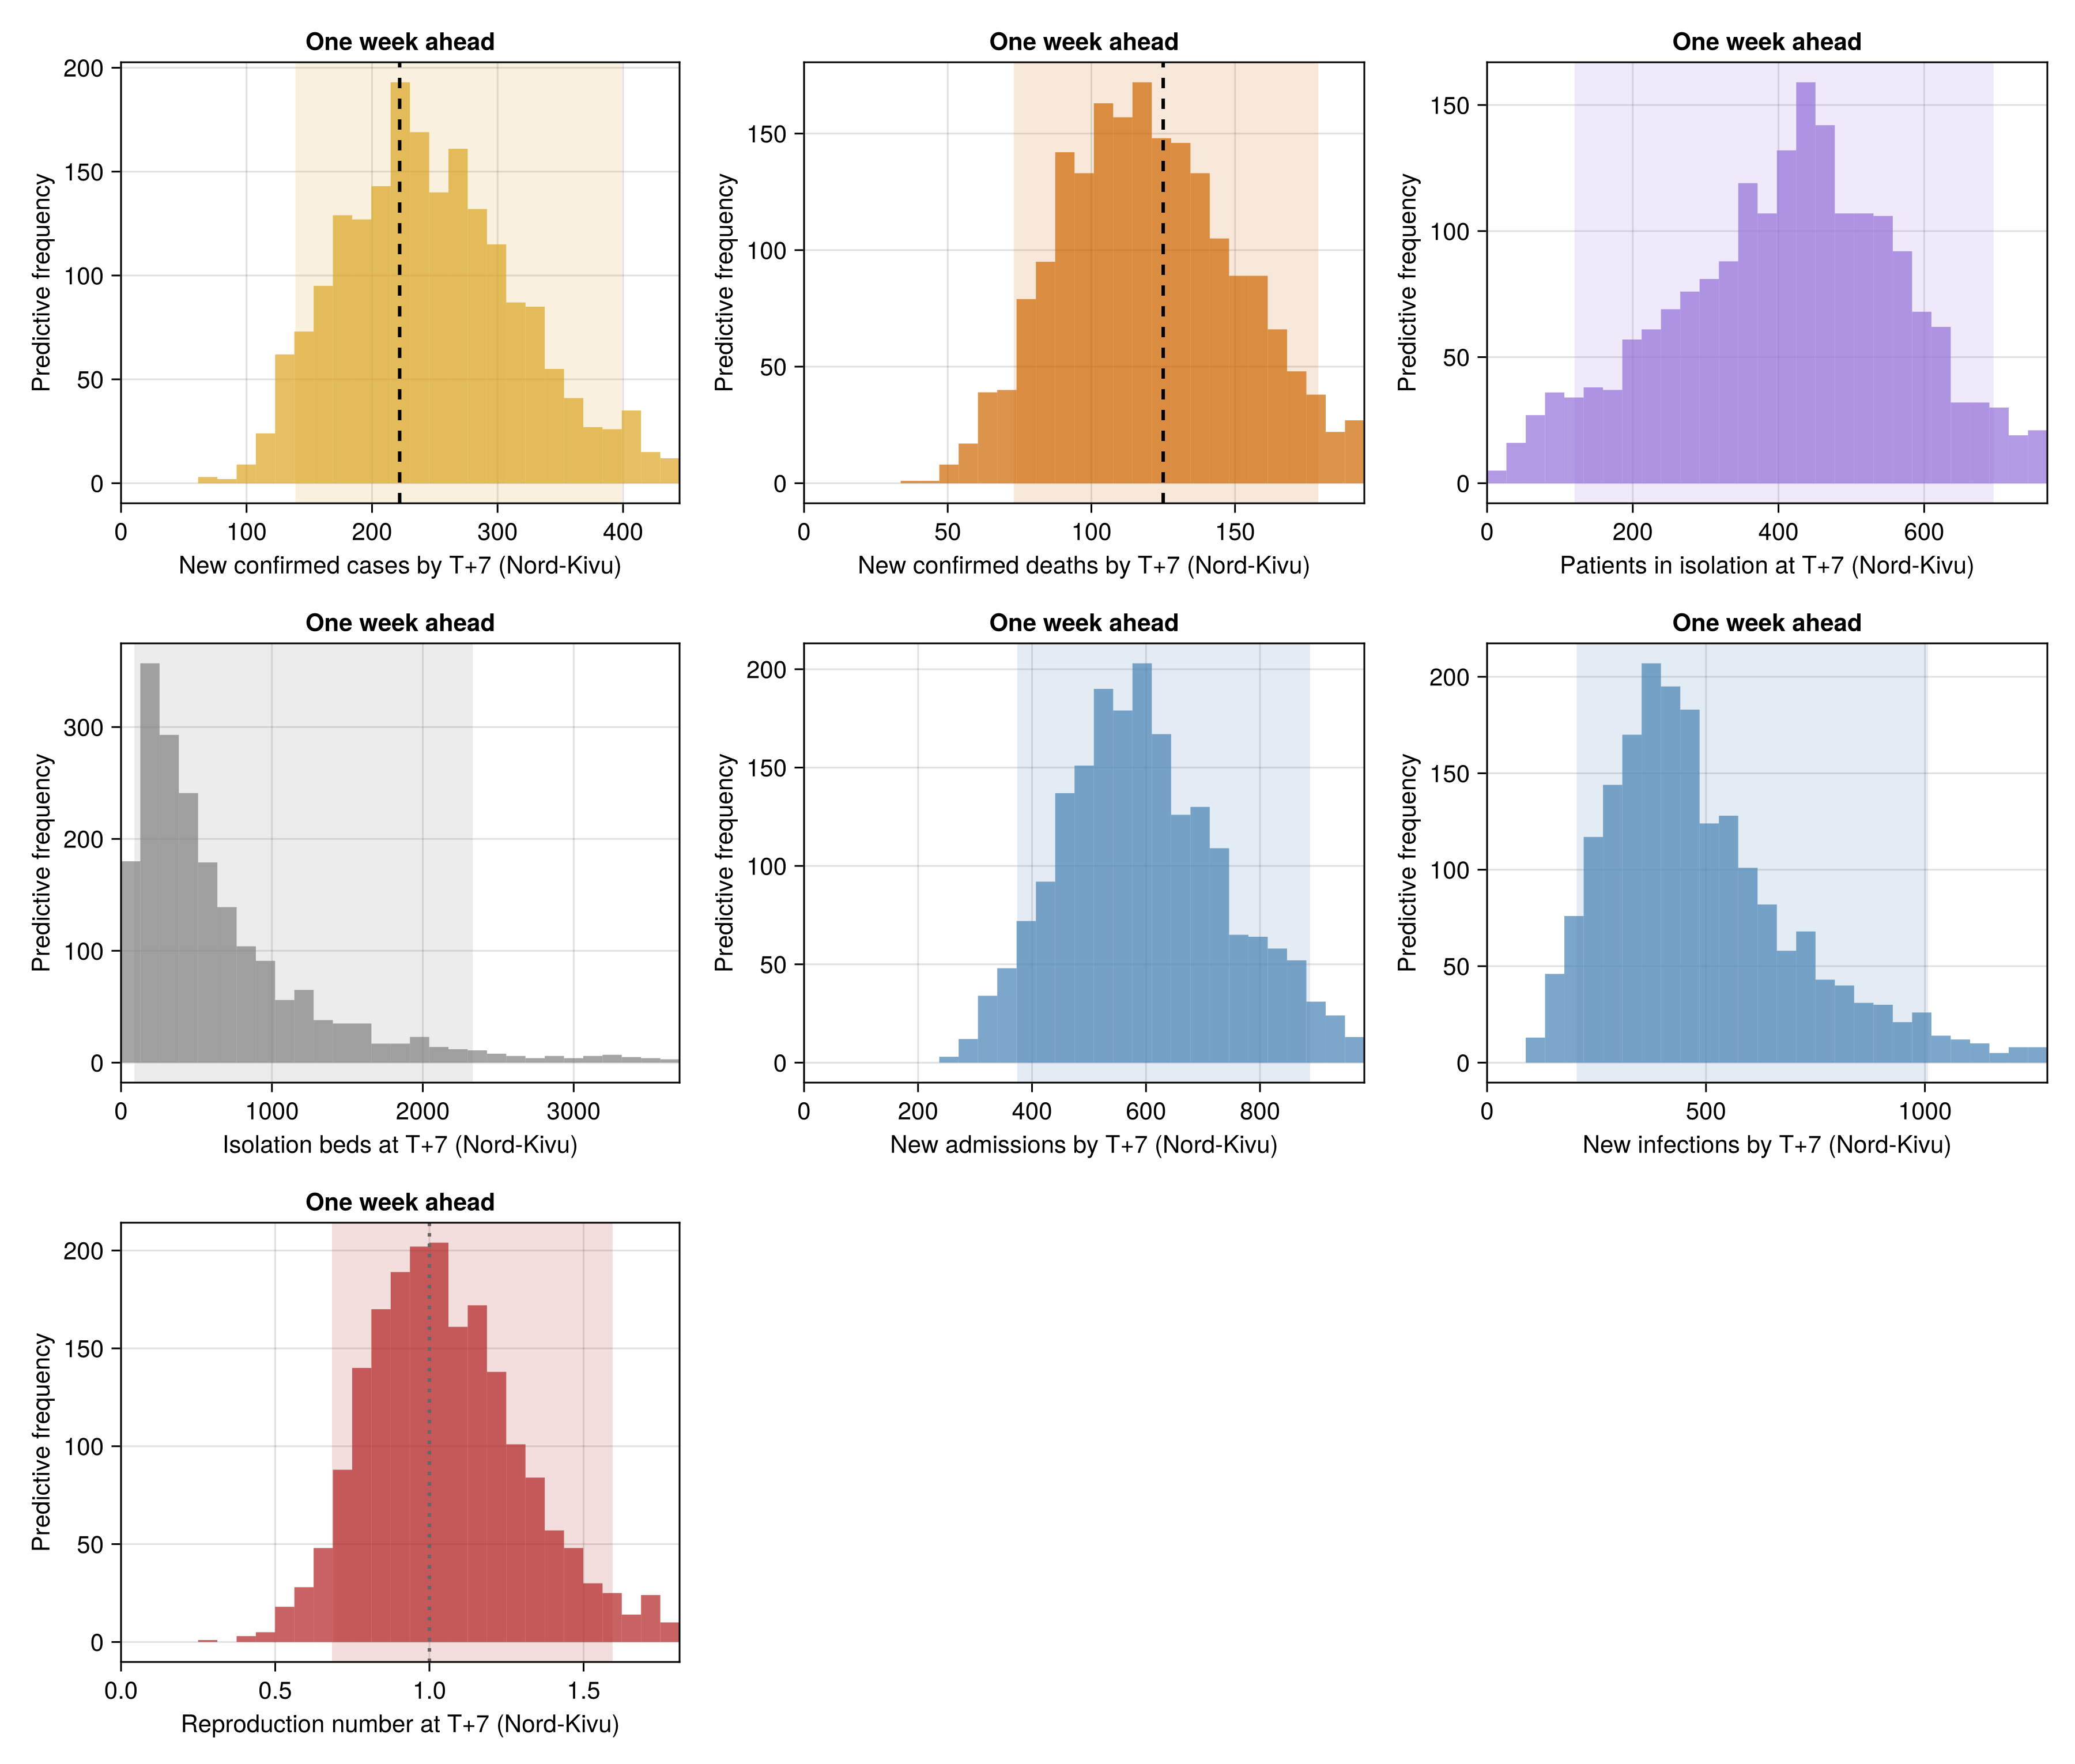 One week ahead
200
150
100
50
0
Predictive frequency
0 100 200 300 400
New confirmed cases by T+7 (Nord-Kivu)
One week ahead
150
100
50
0
Predictive frequency
0 50 100 150
New confirmed deaths by T+7 (Nord-Kivu)
One week ahead
150
100
50
0
Predictive frequency
0 200 400 600
Patients in isolation at T+7 (Nord-Kivu)
One week ahead
300
200
100
0
Predictive frequency
0 1000 2000 3000
Isolation beds at T+7 (Nord-Kivu)
One week ahead
200
150
100
50
0
Predictive frequency
0 200 400 600 800
New admissions by T+7 (Nord-Kivu)
One week ahead
200
150
100
50
0
Predictive frequency
0 500 1000
New infections by T+7 (Nord-Kivu)
One week ahead
200
150
100
50
0
Predictive frequency
0.0 0.5 1.0 1.5
Reproduction number at T+7 (Nord-Kivu)